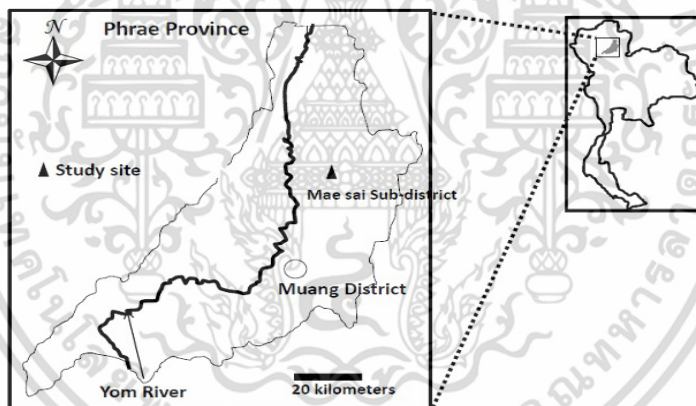 Phrae Province
N
Study site
Mae sai Sub-district
Muang District
Yom River
20 kilometers